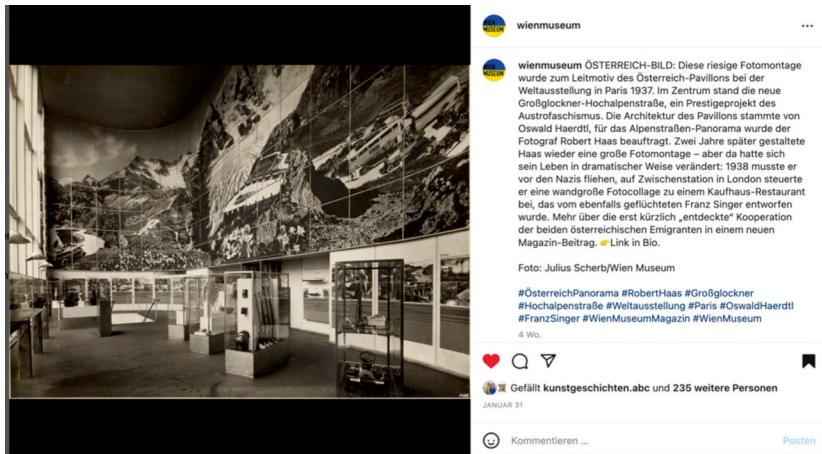 WIEN
MUSEUM
wienmuseum
WIEN
MUSEUM
wienmuseum ÖSTERREICH-BILD: Diese riesige Fotomontage
wurde zum Leitmotiv des Österreich-Pavillons bei der
Weltausstellung in Paris 1937. Im Zentrum stand die neue
Großglockner-Hochalpenstraße, ein Prestigeprojekt des
Austrofaschismus. Die Architektur des Pavillons stammte von
Oswald Haerdtl, für das Alpenstraßen-Panorama wurde der
Fotograf Robert Haas beauftragt. Zwei Jahre später gestaltete
Haas wieder eine große Fotomontage – aber da hatte sich
sein Leben in dramatischer Weise verändert: 1938 musste er
vor den Nazis fliehen, auf Zwischenstation in London steuerte
er eine wandgroße Fotocollage zu einem Kaufhaus-Restaurant
bei, das vom ebenfalls geflüchteten Franz Singer entworfen
wurde. Mehr über die erst kürzlich „entdeckte“ Kooperation
der beiden österreichischen Emigranten in einem neuen
Magazin-Beitrag. 👉Link in Bio.
Foto: Julius Scherb/Wien Museum
#ÖsterreichPanorama #RobertHaas #Großglockner
#Hochalpenstraße #Weltausstellung #Paris #OswaldHaerdtl
#FranzSinger #WienMuseumMagazin #WienMuseum
4 Wo.
Gefällt kunstgeschichten.abc und 235 weitere Personen
JANUAR 31
Kommentieren ...
Posten